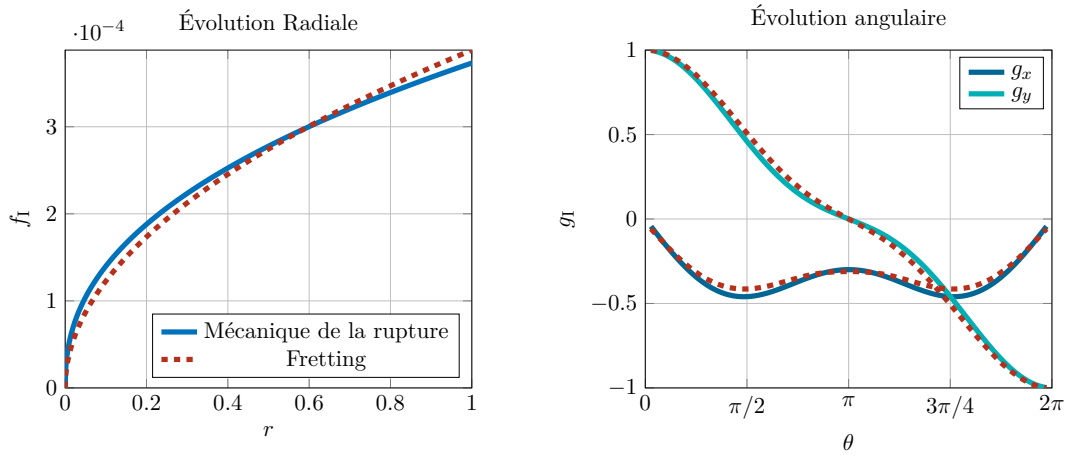 Évolution Radiale
·10⁻⁴
f_I
3
2
1
0
0 0.2 0.4 0.6 0.8 1
r
Mécanique de la rupture
Fretting
Évolution angulaire
g_I
1
0.5
0
−0.5
−1
0 π/2 π 3π/4 2π
θ
g_x
g_y